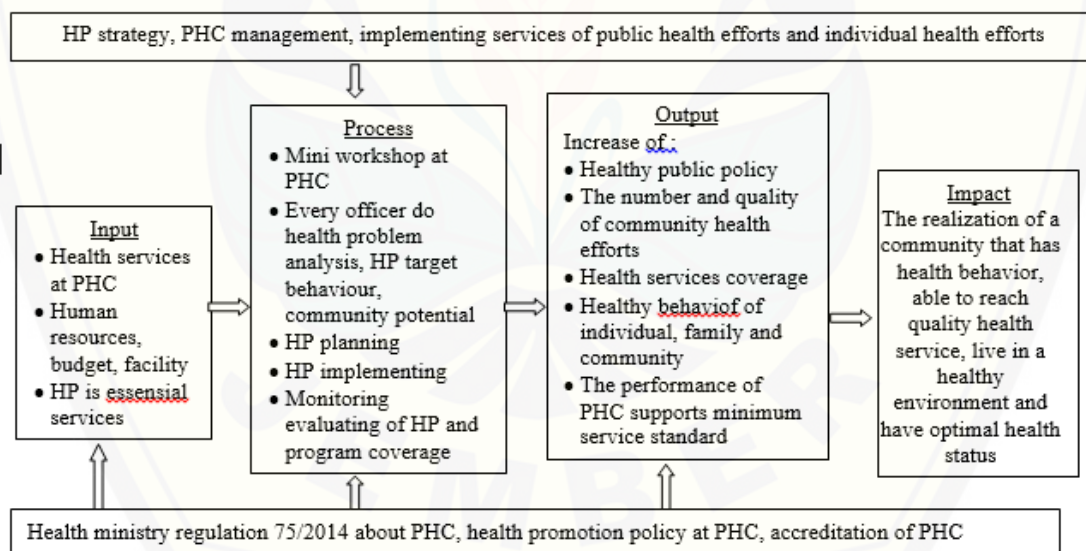 HP strategy, PHC management, implementing services of public health efforts and individual health efforts
Input
• Health services
at PHC
• Human
resources,
budget, facility
• HP is essensial
services
Process
• Mini workshop at
PHC
• Every officer do
health problem
analysis, HP target
behaviour,
community potential
• HP planning
• HP implementing
• Monitoring
evaluating of HP and
program coverage
Output
Increase of :
• Healthy public policy
• The number and quality
of community health
efforts
• Health services coverage
• Healthy behaviof of
individual, family and
community
• The performance of
PHC supports minimum
service standard
Impact
The realization of a
community that has
health behavior,
able to reach
quality health
service, live in a
healthy
environment and
have optimal health
status
Health ministry regulation 75/2014 about PHC, health promotion policy at PHC, accreditation of PHC
JEMBER